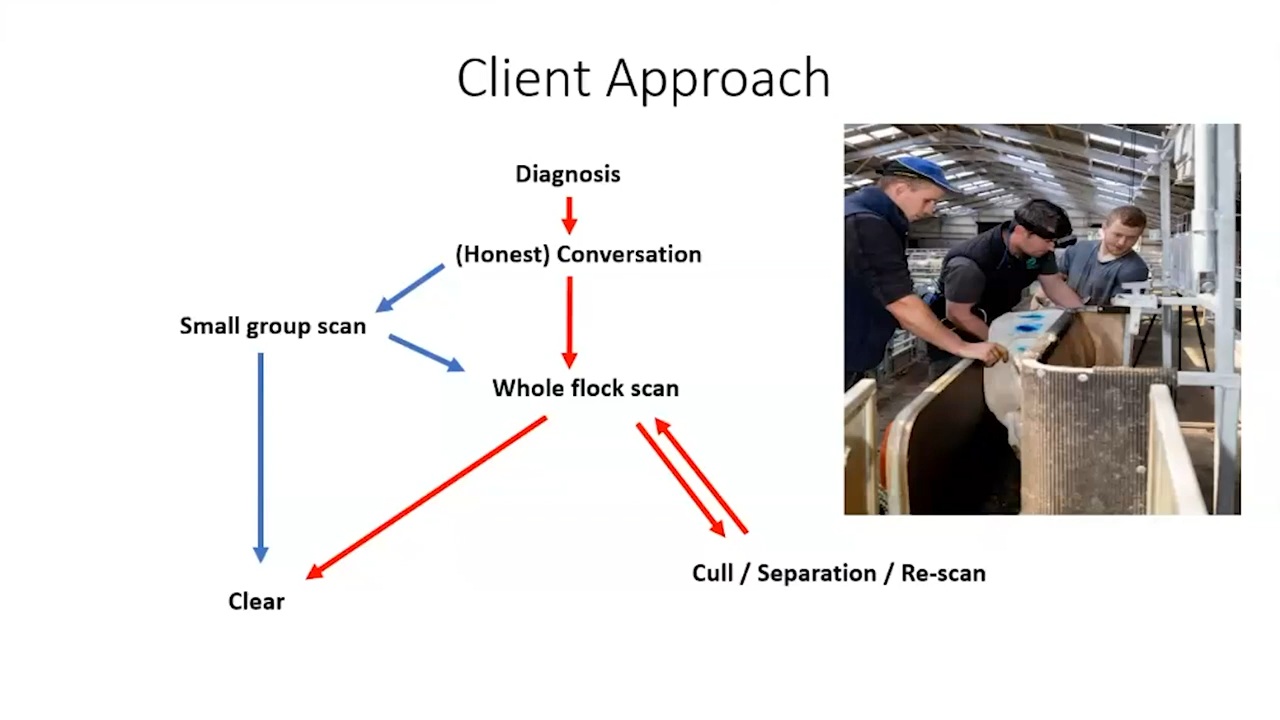 Client Approach
Diagnosis
(Honest) Conversation
Small group scan
Whole flock scan
Cull / Separation / Re-scan
Clear